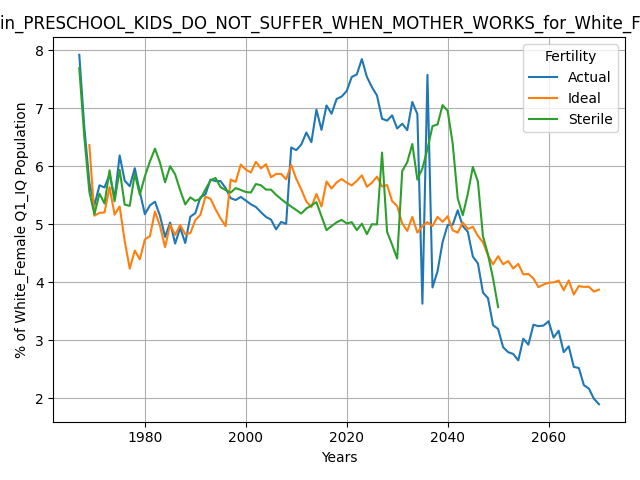 in_PRESCHOOL_KIDS_DO_NOT_SUFFER_WHEN_MOTHER_WORKS_for_White_F
% of White_Female Q1_IQ Population
8
7
6
5
4
3
2
Fertility
Actual
Ideal
Sterile
1980
2000
2020
2040
2060
Years